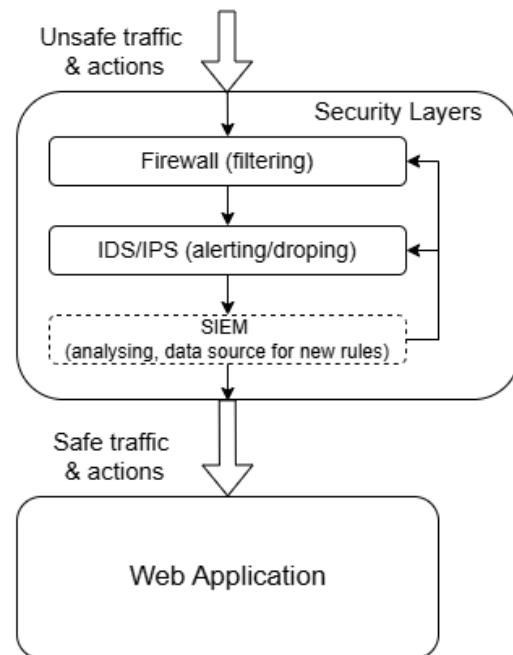 Unsafe traffic
& actions
Security Layers
Firewall (filtering)
IDS/IPS (alerting/droping)
SIEM
(analysing, data source for new rules)
Safe traffic
& actions
Web Application